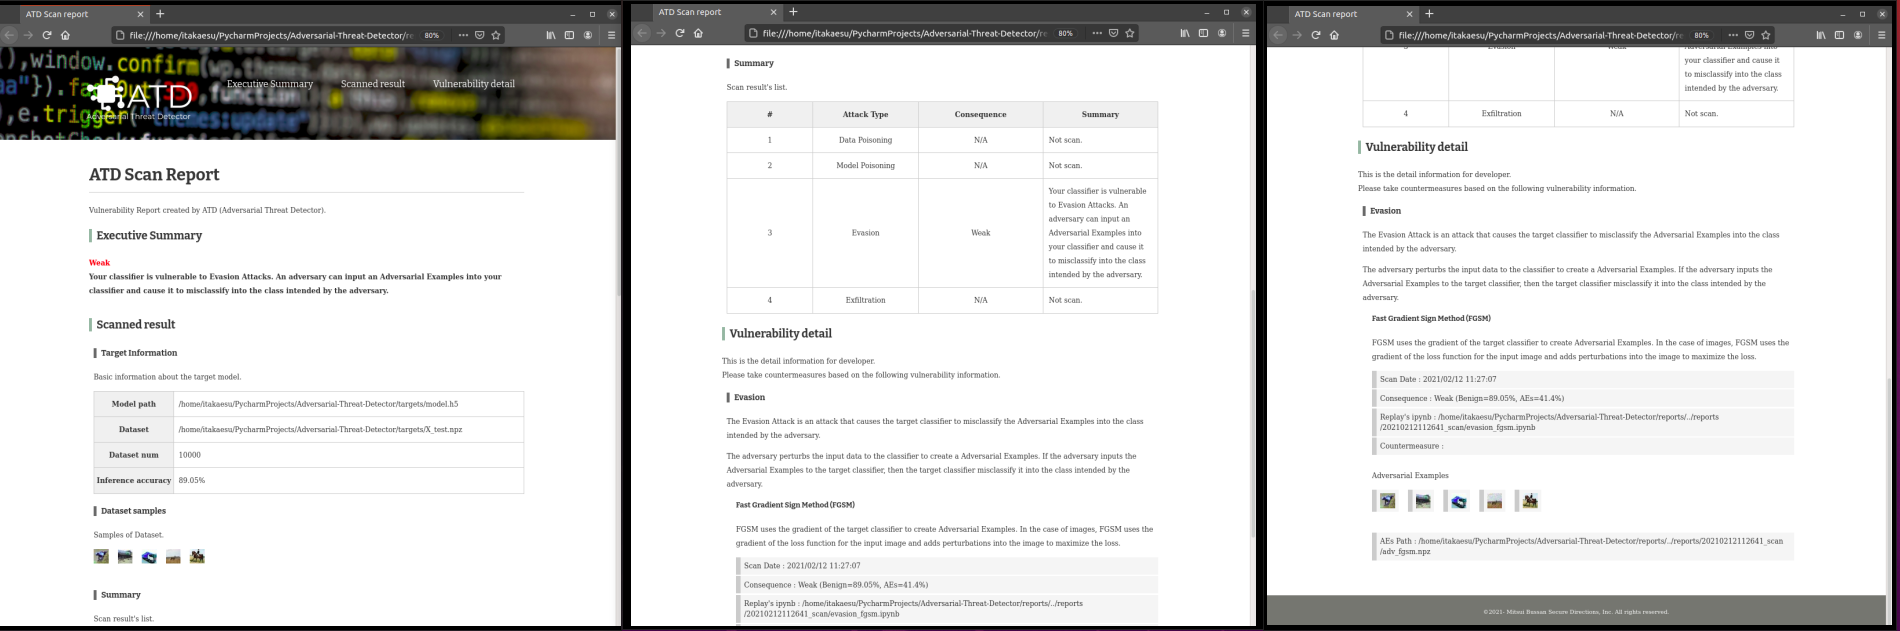 ATD Scan report
file:///home/itakaesu/PycharmProjects/Adversarial-Threat-Detector/re
80%
),window.confirm(wp.the
ATD
Adversarial Threat Detector
Executive Summary
Scanned result
Vulnerability detail
ATD Scan Report
Vulnerability Report created by ATD (Adversarial Threat Detector).
Executive Summary
Weak
Your classifier is vulnerable to Evasion Attacks. An adversary can input an Adversarial Examples into your
classifier and cause it to misclassify into the class intended by the adversary.
Scanned result
Target Information
Basic information about the target model.
Model path /home/itakaesu/PycharmProjects/Adversarial-Threat-Detector/targets/model.h5
Dataset /home/itakaesu/PycharmProjects/Adversarial-Threat-Detector/targets/X_test.npz
Dataset num 10000
Inference accuracy 89.05%
Dataset samples
Samples of Dataset.
Summary
Scan result's list.
ATD Scan report
file:///home/itakaesu/PycharmProjects/Adversarial-Threat-Detector/re
80%
Summary
Scan result's list.
# Attack Type Consequence Summary
1 Data Poisoning N/A Not scan.
2 Model Poisoning N/A Not scan.
3 Evasion Weak
Your classifier is vulnerable
to Evasion Attacks. An
adversary can input an
Adversarial Examples into
your classifier and cause it
to misclassify into the class
intended by the adversary.
4 Exfiltration N/A Not scan.
Vulnerability detail
This is the detail information for developer.
Please take countermeasures based on the following vulnerability information.
Evasion
The Evasion Attack is an attack that causes the target classifier to misclassify the Adversarial Examples into the class
intended by the adversary.
The adversary perturbs the input data to the classifier to create a Adversarial Examples. If the adversary inputs the
Adversarial Examples to the target classifier, then the target classifier misclassify it into the class intended by the
adversary.
Fast Gradient Sign Method (FGSM)
FGSM uses the gradient of the target classifier to create Adversarial Examples. In the case of images, FGSM uses the
gradient of the loss function for the input image and adds perturbations into the image to maximize the loss.
Scan Date : 2021/02/12 11:27:07
Consequence : Weak (Benign=89.05%, AEs=41.4%)
Replay's ipynb : /home/itakaesu/PycharmProjects/Adversarial-Threat-Detector/reports/../reports
/20210212112641_scan/evasion_fgsm.ipynb
ATD Scan report
file:///home/itakaesu/PycharmProjects/Adversarial-Threat-Detector/re
80%
3 Evasion Weak
Adversarial Examples into
your classifier and cause it
to misclassify into the class
intended by the adversary.
4 Exfiltration N/A Not scan.
Vulnerability detail
This is the detail information for developer.
Please take countermeasures based on the following vulnerability information.
Evasion
The Evasion Attack is an attack that causes the target classifier to misclassify the Adversarial Examples into the class
intended by the adversary.
The adversary perturbs the input data to the classifier to create a Adversarial Examples. If the adversary inputs the
Adversarial Examples to the target classifier, then the target classifier misclassify it into the class intended by the
adversary.
Fast Gradient Sign Method (FGSM)
FGSM uses the gradient of the target classifier to create Adversarial Examples. In the case of images, FGSM uses the
gradient of the loss function for the input image and adds perturbations into the image to maximize the loss.
Scan Date : 2021/02/12 11:27:07
Consequence : Weak (Benign=89.05%, AEs=41.4%)
Replay's ipynb : /home/itakaesu/PycharmProjects/Adversarial-Threat-Detector/reports/../reports
/20210212112641_scan/evasion_fgsm.ipynb
Countermeasure :
Adversarial Examples
AEs Path : /home/itakaesu/PycharmProjects/Adversarial-Threat-Detector/reports/../reports/20210212112641_scan
/adv_fgsm.npz
©2021- Mitsui Bussan Secure Directions, Inc. All rights reserved.